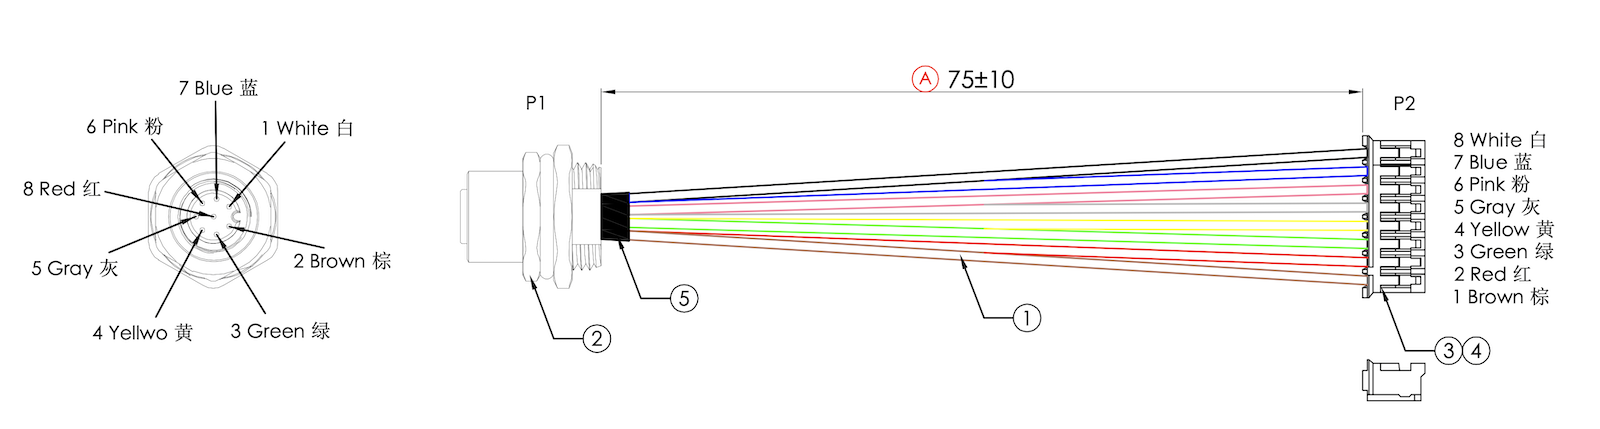 7 Blue 蓝
6 Pink 粉
1 White 白
8 Red 红
5 Gray 灰
2 Brown 棕
4 Yellwo 黄
3 Green 绿
P1
A 75±10
P2
8 White 白
7 Blue 蓝
6 Pink 粉
5 Gray 灰
4 Yellow 黄
3 Green 绿
2 Red 红
1 Brown 棕
5
1
2
3 4